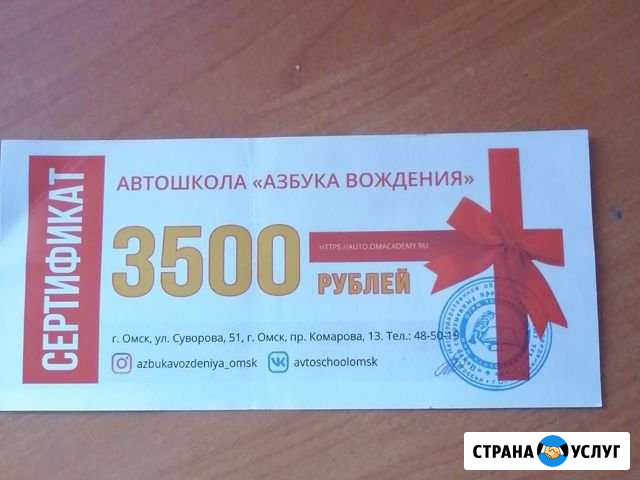 СЕРТИФИКАТ
АВТОШКОЛА «АЗБУКА ВОЖДЕНИЯ»
3500
HTTPS://AUTO.OMACADEMY.RU
РУБЛЕЙ
г. Омск, ул. Суворова, 51, г. Омск, пр. Комарова, 13. Тел.: 48-50-19
azbukavozdeniya_omsk
avtoschoolomsk
СТРАНА УСЛУГ